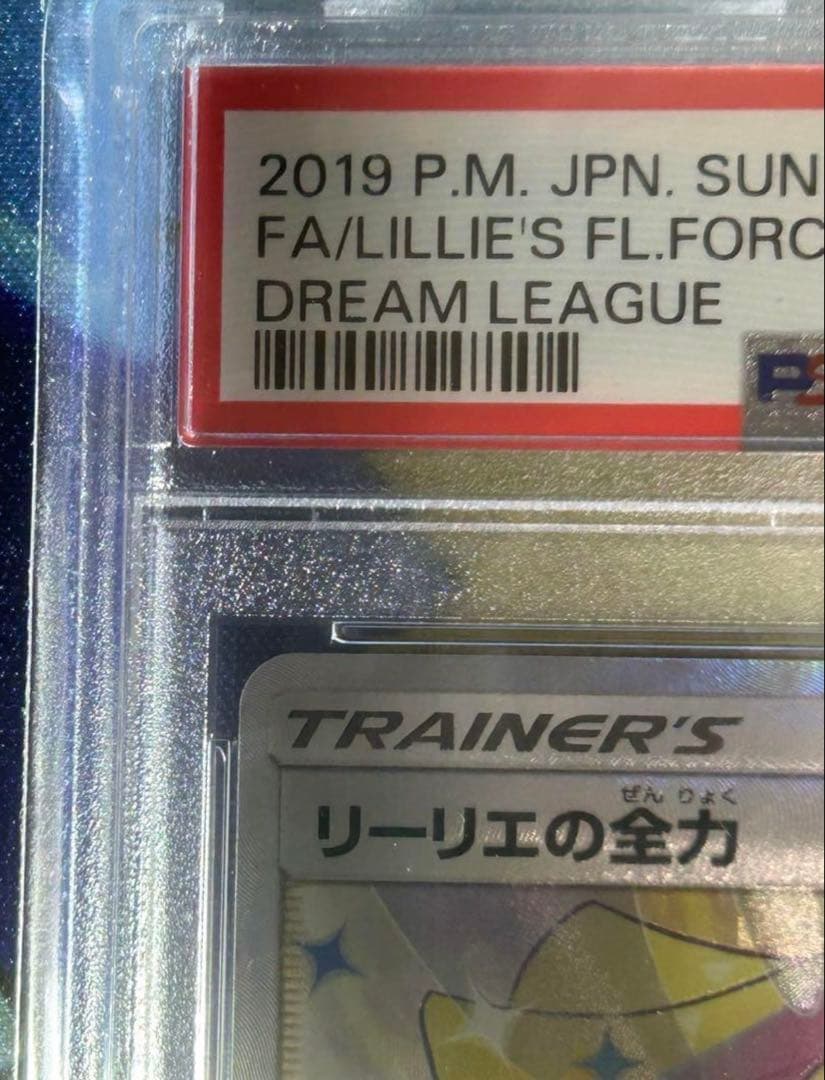 2019 P.M. JPN. SUN
FA/LILLIE'S FL.FORC
DREAM LEAGUE
PS
TRAINER'S
ぜん りょく
リーリエの全力